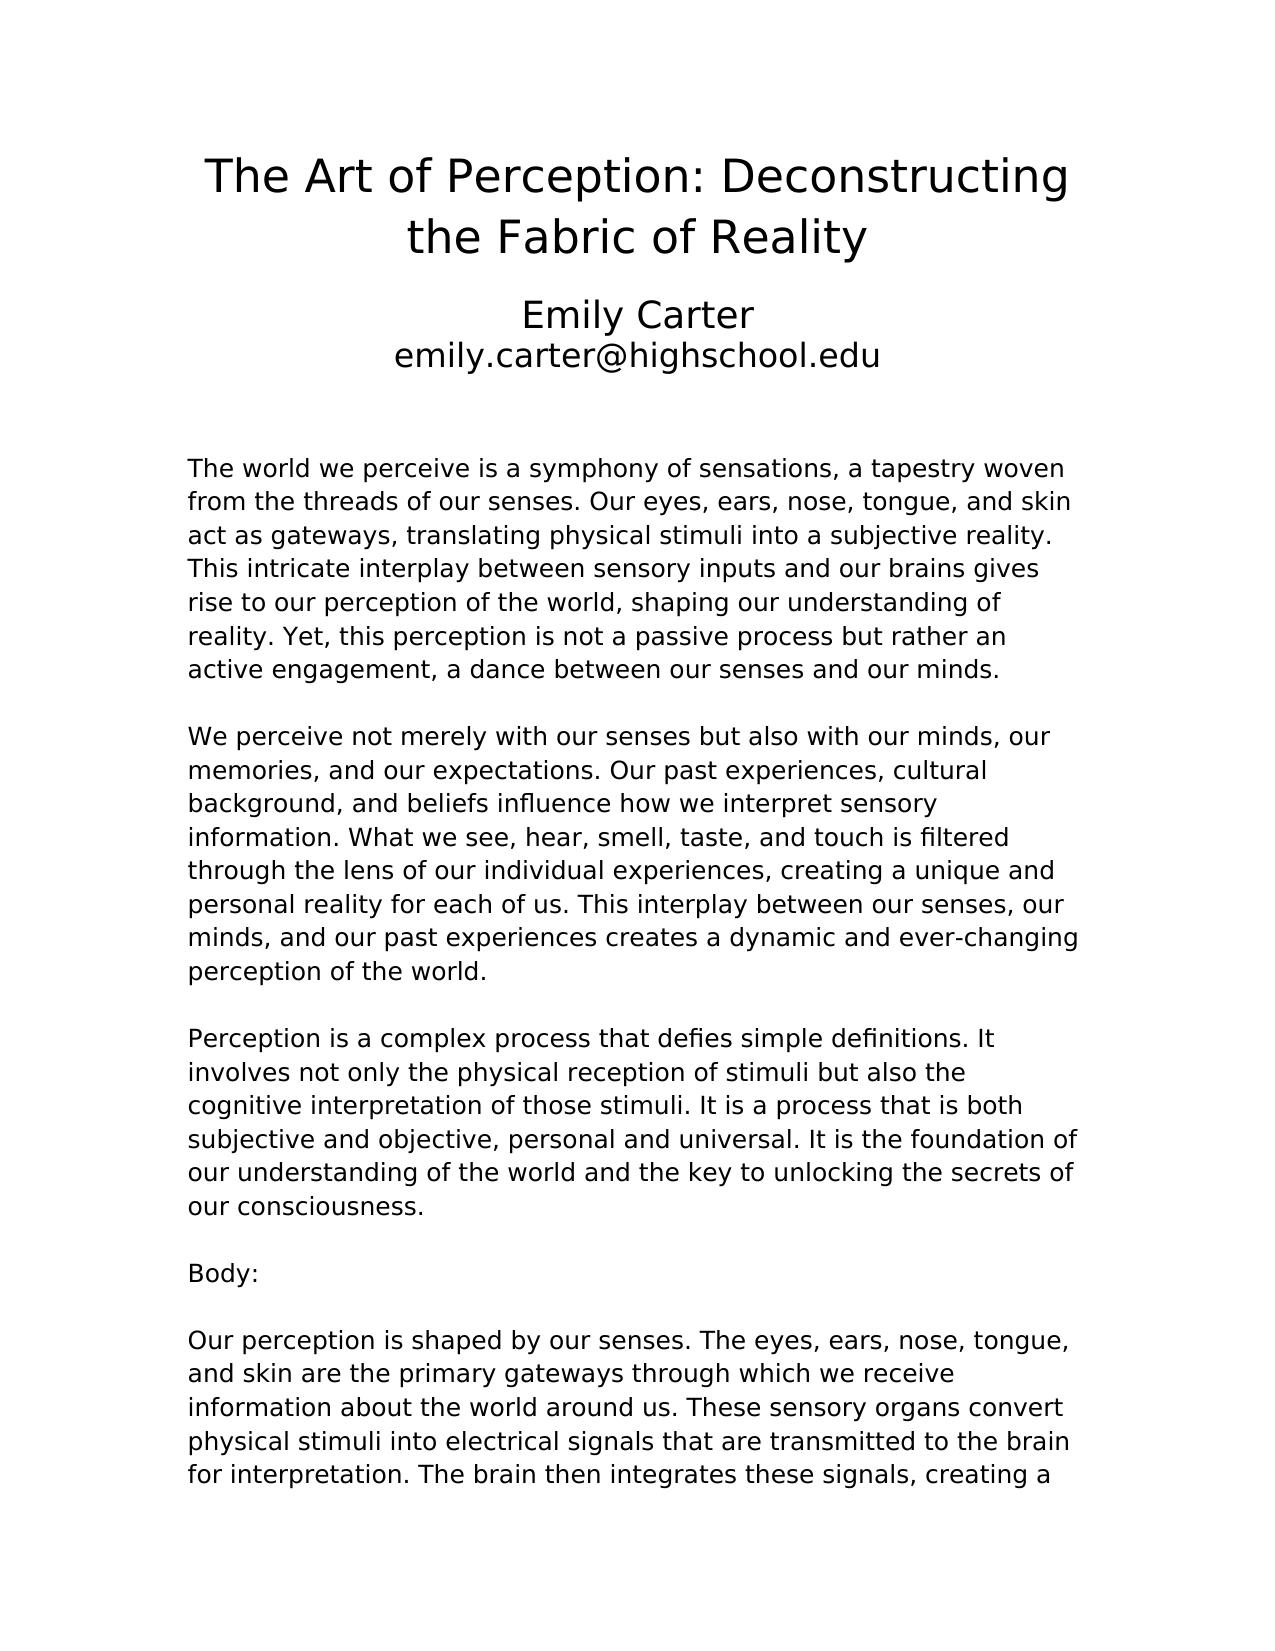 The Art of Perception: Deconstructing
the Fabric of Reality
Emily Carter
emily.carter@highschool.edu
The world we perceive is a symphony of sensations, a tapestry woven
from the threads of our senses. Our eyes, ears, nose, tongue, and skin
act as gateways, translating physical stimuli into a subjective reality.
This intricate interplay between sensory inputs and our brains gives
rise to our perception of the world, shaping our understanding of
reality. Yet, this perception is not a passive process but rather an
active engagement, a dance between our senses and our minds.
We perceive not merely with our senses but also with our minds, our
memories, and our expectations. Our past experiences, cultural
background, and beliefs influence how we interpret sensory
information. What we see, hear, smell, taste, and touch is filtered
through the lens of our individual experiences, creating a unique and
personal reality for each of us. This interplay between our senses, our
minds, and our past experiences creates a dynamic and ever-changing
perception of the world.
Perception is a complex process that defies simple definitions. It
involves not only the physical reception of stimuli but also the
cognitive interpretation of those stimuli. It is a process that is both
subjective and objective, personal and universal. It is the foundation of
our understanding of the world and the key to unlocking the secrets of
our consciousness.
Body:
Our perception is shaped by our senses. The eyes, ears, nose, tongue,
and skin are the primary gateways through which we receive
information about the world around us. These sensory organs convert
physical stimuli into electrical signals that are transmitted to the brain
for interpretation. The brain then integrates these signals, creating a